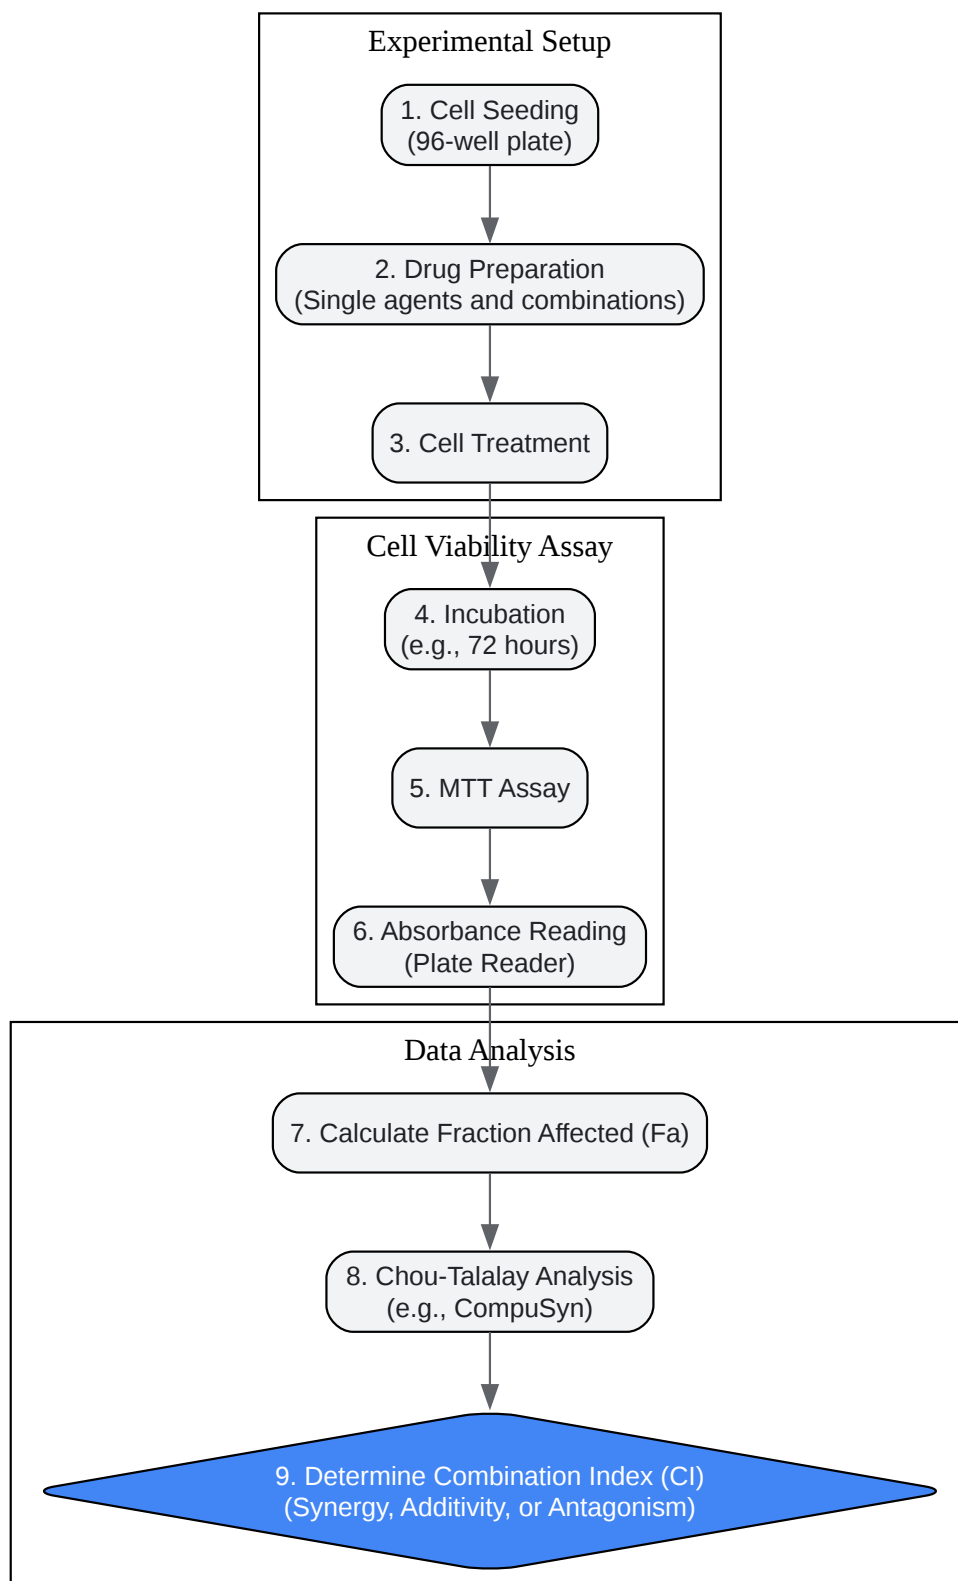 Experimental Setup
1. Cell Seeding
(96-well plate)
2. Drug Preparation
(Single agents and combinations)
3. Cell Treatment
Cell Viability Assay
4. Incubation
(e.g., 72 hours)
5. MTT Assay
6. Absorbance Reading
(Plate Reader)
Data Analysis
7. Calculate Fraction Affected (Fa)
8. Chou-Talalay Analysis
(e.g., CompuSyn)
9. Determine Combination Index (CI)
(Synergy, Additivity, or Antagonism)